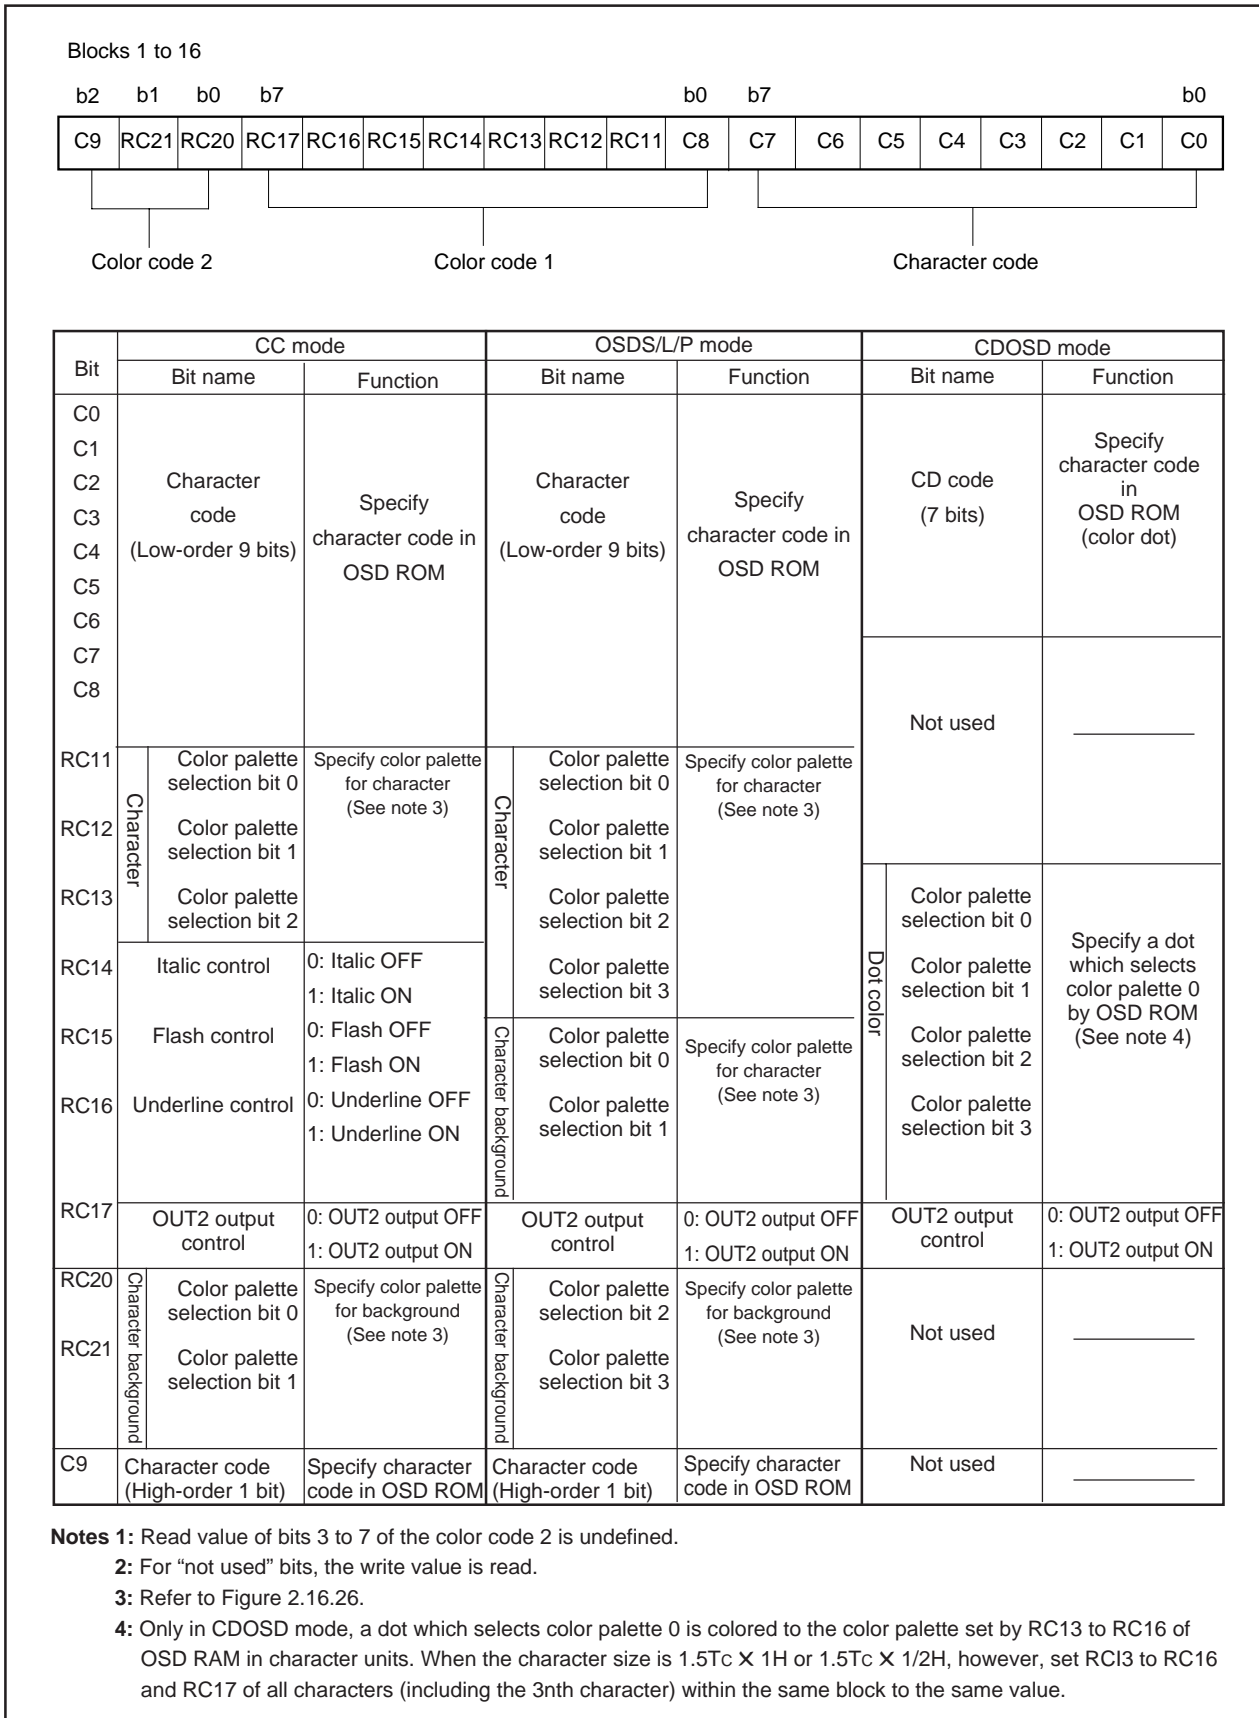 Blocks 1 to 16
b2 b1 b0 b7 b0 b7 b0
C9 RC21 RC20 RC17 RC16 RC15 RC14 RC13 RC12 RC11 C8 C7 C6 C5 C4 C3 C2 C1 C0
Color code 2 Color code 1 Character code
Bit
CC mode OSDS/L/P mode CDOSD mode
Bit name Function Bit name Function Bit name Function
C0
C1
C2
C3
C4
C5
C6
C7
C8
Character
code
(Low-order 9 bits)
Specify
character code in
OSD ROM
Character
code
(Low-order 9 bits)
Specify
character code in
OSD ROM
CD code
(7 bits)
Specify
character code
in
OSD ROM
(color dot)
Not used
RC11
RC12
RC13
RC14
RC15
RC16
RC17
Character
Color palette
selection bit 0
Color palette
selection bit 1
Color palette
selection bit 2
Specify color palette
for character
(See note 3)
Italic control
0: Italic OFF
1: Italic ON
Flash control
0: Flash OFF
1: Flash ON
Underline control
0: Underline OFF
1: Underline ON
Character
Color palette
selection bit 0
Color palette
selection bit 1
Color palette
selection bit 2
Color palette
selection bit 3
Specify color palette
for character
(See note 3)
Character background
Color palette
selection bit 0
Color palette
selection bit 1
Specify color palette
for character
(See note 3)
Dot color
Color palette
selection bit 0
Color palette
selection bit 1
Color palette
selection bit 2
Color palette
selection bit 3
Specify a dot
which selects
color palette 0
by OSD ROM
(See note 4)
OUT2 output
control
0: OUT2 output OFF
1: OUT2 output ON
OUT2 output
control
0: OUT2 output OFF
1: OUT2 output ON
OUT2 output
control
0: OUT2 output OFF
1: OUT2 output ON
RC20
RC21
Character background
Color palette
selection bit 0
Color palette
selection bit 1
Specify color palette
for background
(See note 3)
Character background
Color palette
selection bit 2
Color palette
selection bit 3
Specify color palette
for background
(See note 3)
Not used
C9
Character code
(High-order 1 bit)
Specify character
code in OSD ROM
Character code
(High-order 1 bit)
Specify character
code in OSD ROM
Not used
Notes 1: Read value of bits 3 to 7 of the color code 2 is undefined.
2: For “not used” bits, the write value is read.
3: Refer to Figure 2.16.26.
4: Only in CDOSD mode, a dot which selects color palette 0 is colored to the color palette set by RC13 to RC16 of
OSD RAM in character units. When the character size is 1.5TC ✕ 1H or 1.5TC ✕ 1/2H, however, set RCI3 to RC16
and RC17 of all characters (including the 3nth character) within the same block to the same value.